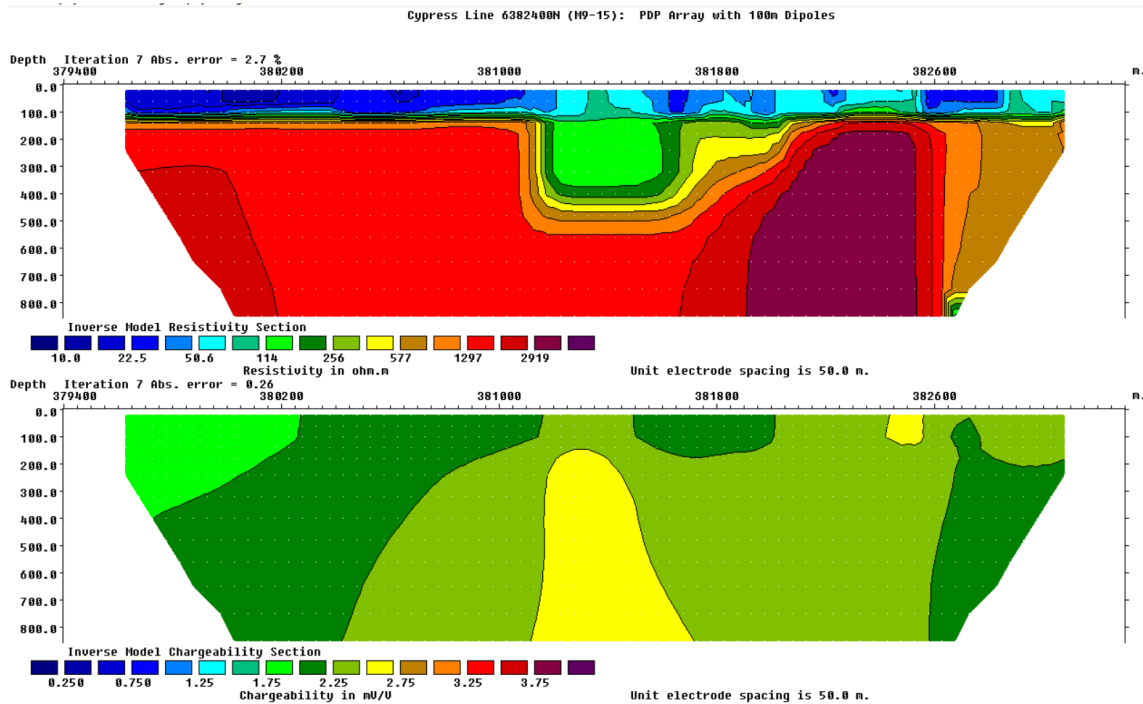 Cypress Line 6382400N (M9-15): PDP Array with 100m Dipoles
Depth Iteration 7 Abs. error = 2.7 %
379400 380200 381000 381800 382600 m.
0.0
100.0
200.0
300.0
400.0
500.0
600.0
700.0
800.0
Inverse Model Resistivity Section
10.0 22.5 50.6 114 256 577 1297 2919
Resistivity in ohm.m Unit electrode spacing is 50.0 m.
Depth Iteration 7 Abs. error = 0.26
379400 380200 381000 381800 382600 m.
0.0
100.0
200.0
300.0
400.0
500.0
600.0
700.0
800.0
Inverse Model Chargeability Section
0.250 0.750 1.25 1.75 2.25 2.75 3.25 3.75
Chargeability in mV/V Unit electrode spacing is 50.0 m.